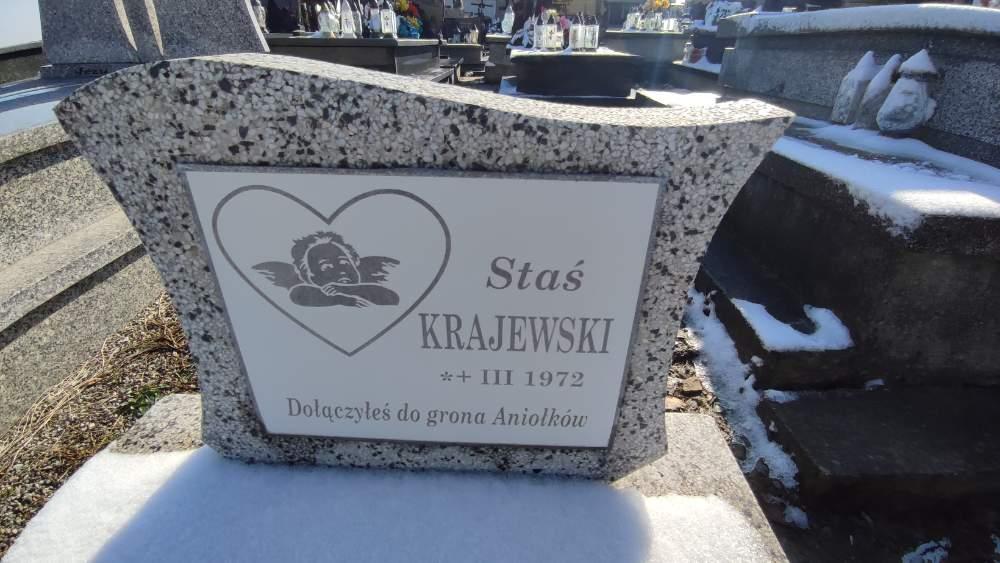 Staś
KRAJEWSKI
*+ III 1972
Dołączyłeś do grona Aniołków